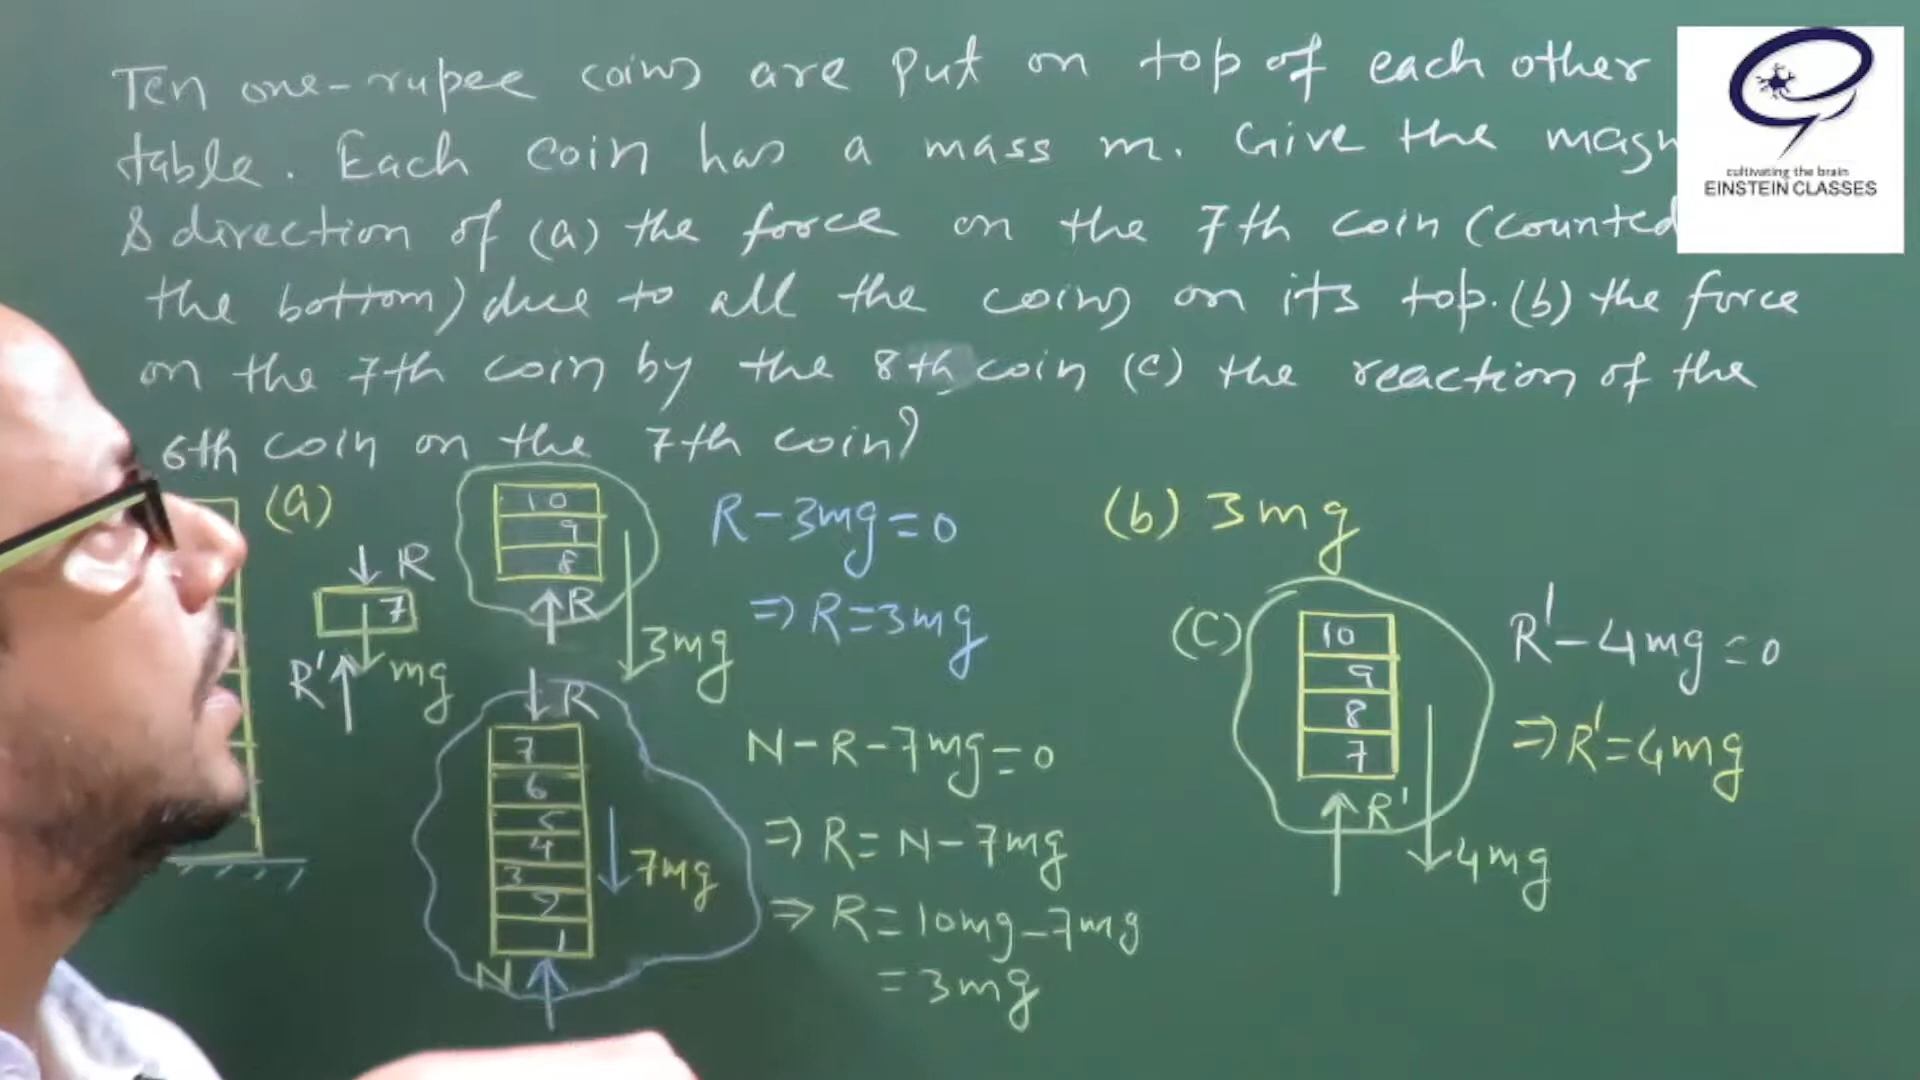 Ten one-rupee coins are put on top of each other
table. Each coin has a mass m. Give the magn
& direction of (a) the force on the 7th coin (counted
the bottom) due to all the coins on its top. (b) the force
on the 7th coin by the 8th coin (c) the reaction of the
6th coin on the 7th coin?
cultivating the brain
EINSTEIN CLASSES
(a)
R
7
mg
R'
10
9
8
R
3mg
R-3mg=0
⇒ R=3mg
R
7
6
5
4
3
2
1
N
7mg
N-R-7mg=0
⇒ R=N-7mg
⇒ R=10mg-7mg
=3mg
(b) 3mg
(c)
10
9
8
7
R'
4mg
R'-4mg=0
⇒R'=4mg